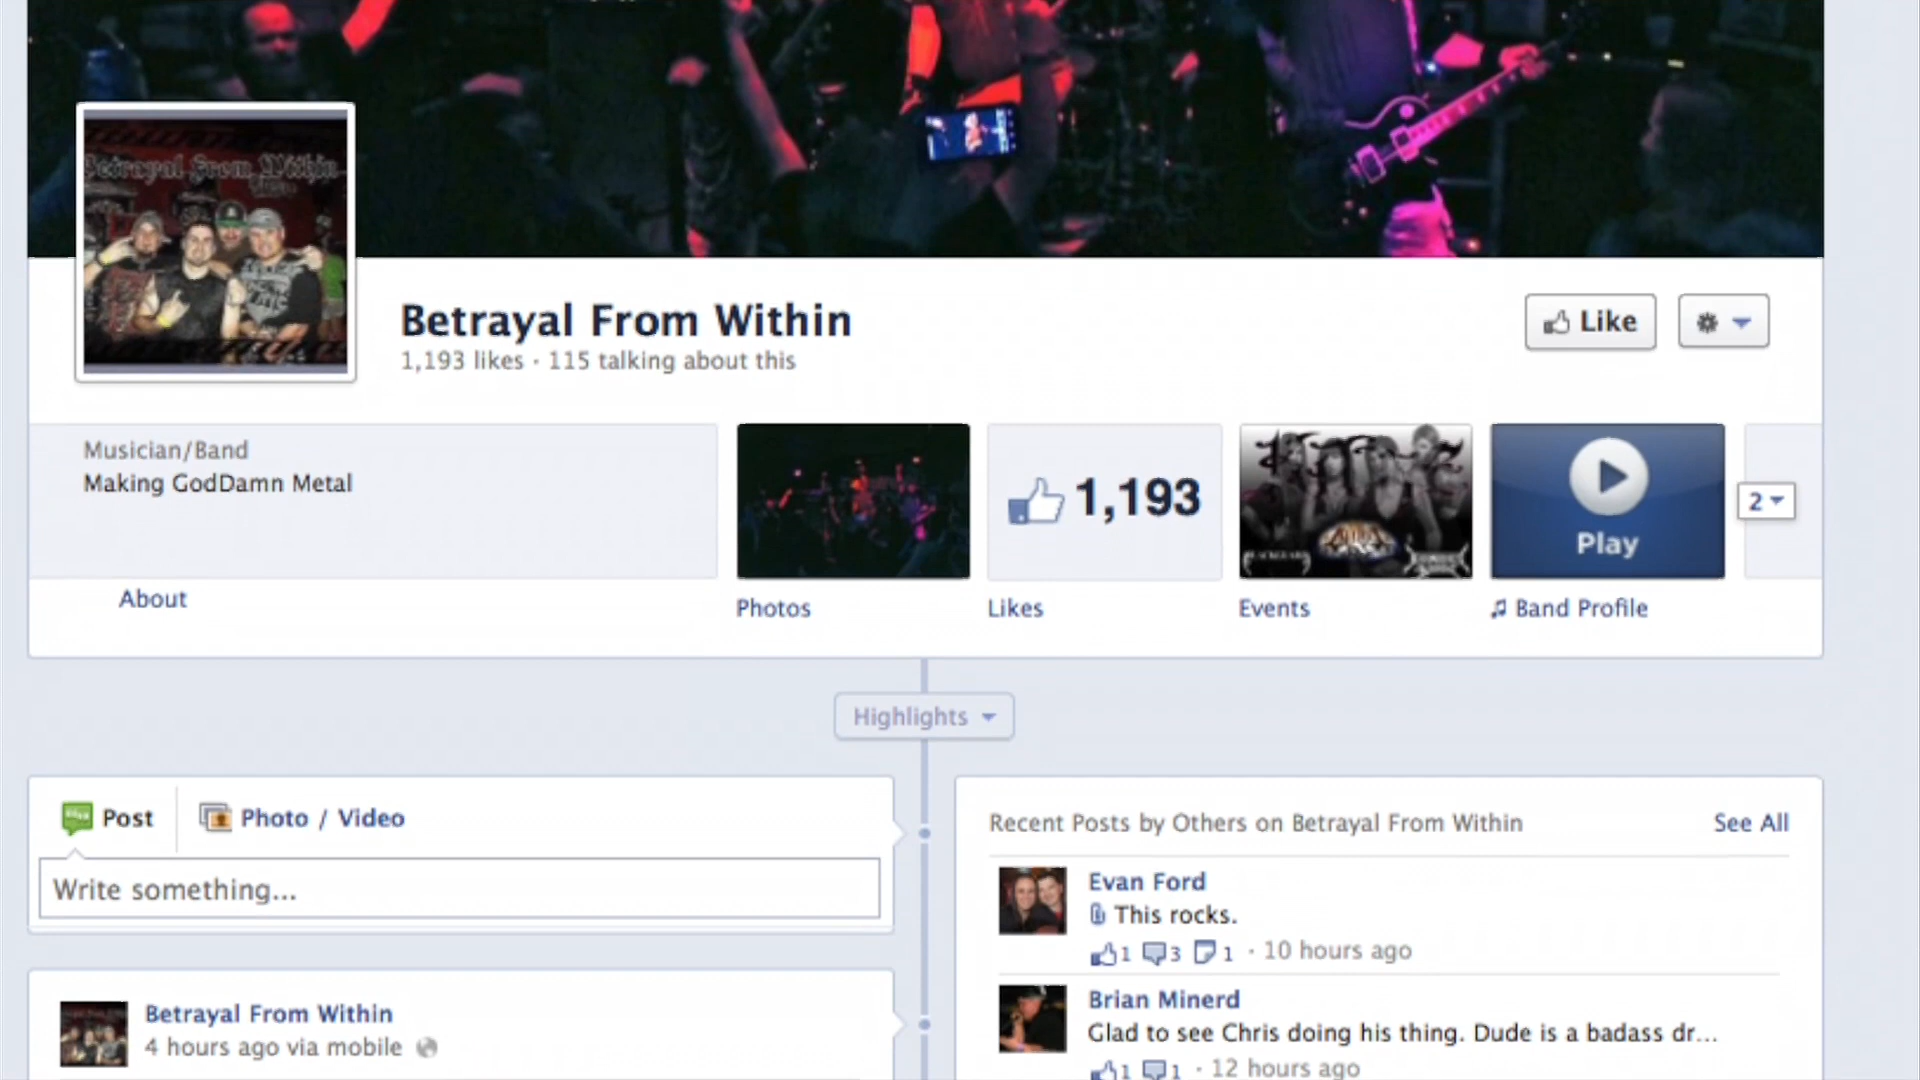 Betrayal From Within
Betrayal From Within
1,193 likes · 115 talking about this
Like
Musician/Band
Making GodDamn Metal
1,193
Play
2
About
Photos
Likes
Events
Band Profile
Highlights
Post
Photo / Video
Write something...
Betrayal From Within
4 hours ago via mobile
Recent Posts by Others on Betrayal From Within
See All
Evan Ford
This rocks.
1 3 1 · 10 hours ago
Brian Minerd
Glad to see Chris doing his thing. Dude is a badass dr...
1 1 · 12 hours ago